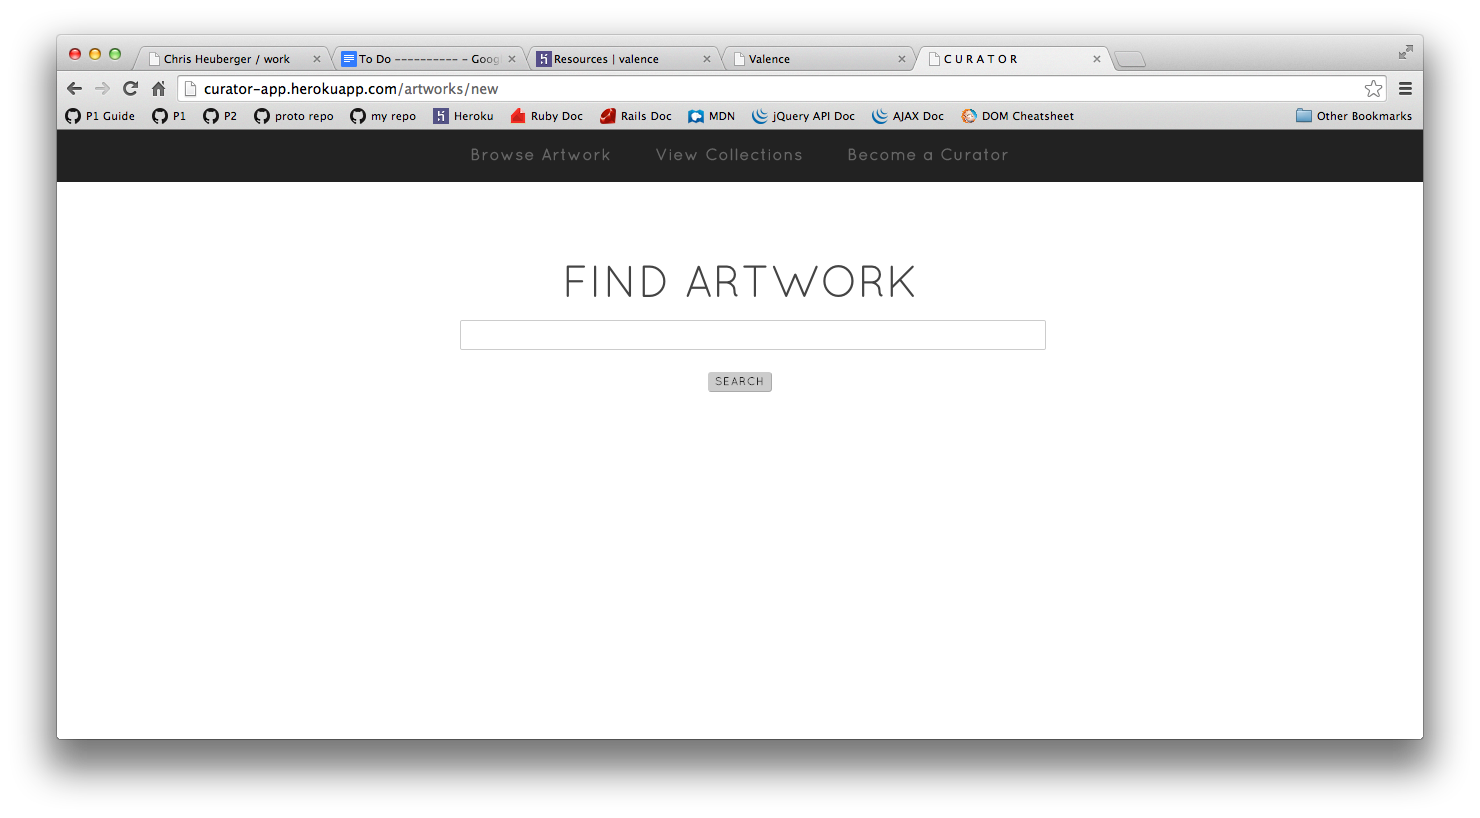 Chris Heuberger / work
To Do ---------- - Goog
Resources | valence
Valence
C U R A T O R
curator-app.herokuapp.com/artworks/new
P1 Guide P1 P2 proto repo my repo Heroku Ruby Doc Rails Doc MDN jQuery API Doc AJAX Doc DOM Cheatsheet Other Bookmarks
Browse Artwork View Collections Become a Curator
FIND ARTWORK
SEARCH